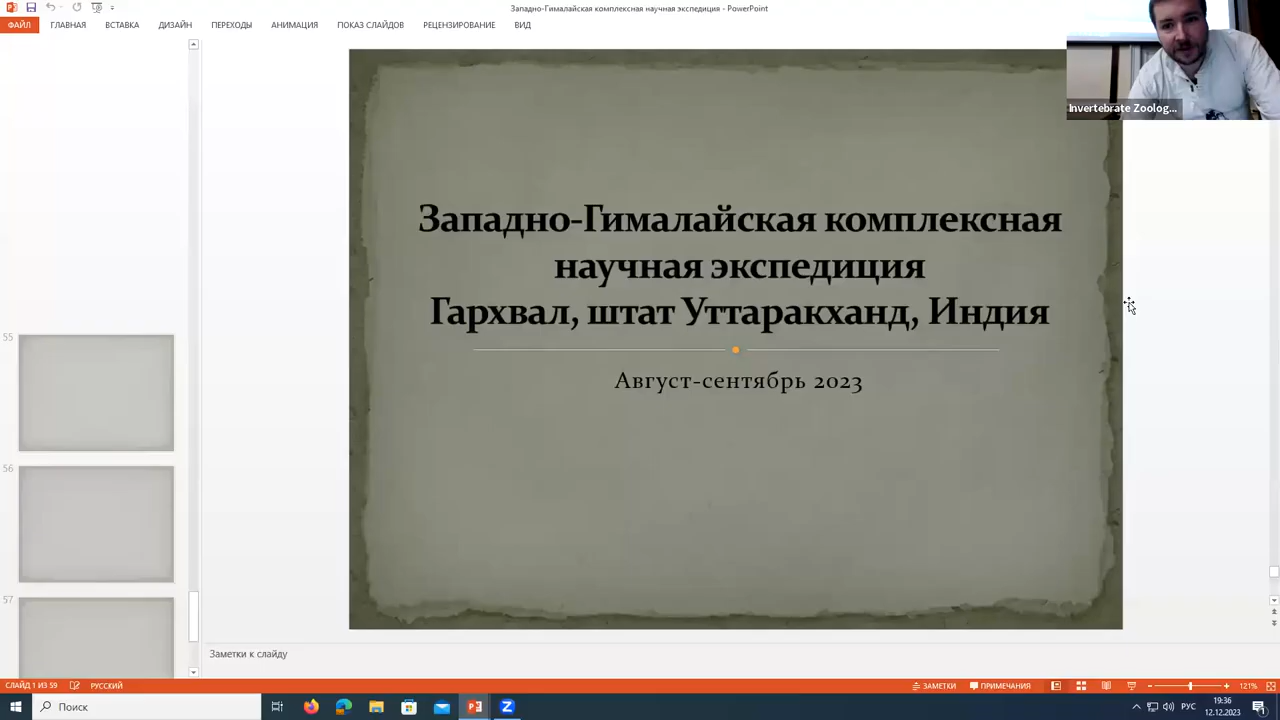 Западно-Гималайская комплексная научная экспедиция - PowerPoint
ФАЙЛ ГЛАВНАЯ ВСТАВКА ДИЗАЙН ПЕРЕХОДЫ АНИМАЦИЯ ПОКАЗ СЛАЙДОВ РЕЦЕНЗИРОВАНИЕ ВИД
Invertebrate Zoolog...
Западно-Гималайская комплексная
научная экспедиция
Гархвал, штат Уттаракханд, Индия
Август-сентябрь 2023
55
56
57
Заметки к слайду
СЛАЙД 1 ИЗ 59 РУССКИЙ ЗАМЕТКИ ПРИМЕЧАНИЯ 121%
Поиск РУС 19:36
12.12.2023
1